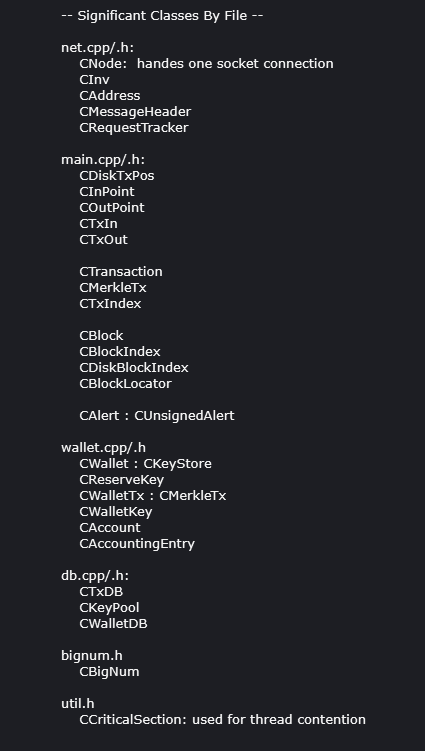 -- Significant Classes By File --
net.cpp/.h:
CNode:  handes one socket connection
CInv
CAddress
CMessageHeader
CRequestTracker
main.cpp/.h:
CDiskTxPos
CInPoint
COutPoint
CTxIn
CTxOut
CTransaction
CMerkleTx
CTxIndex
CBlock
CBlockIndex
CDiskBlockIndex
CBlockLocator
CAlert : CUnsignedAlert
wallet.cpp/.h
CWallet : CKeyStore
CReserveKey
CWalletTx : CMerkleTx
CWalletKey
CAccount
CAccountingEntry
db.cpp/.h:
CTxDB
CKeyPool
CWalletDB
bignum.h
CBigNum
util.h
CCriticalSection: used for thread contention